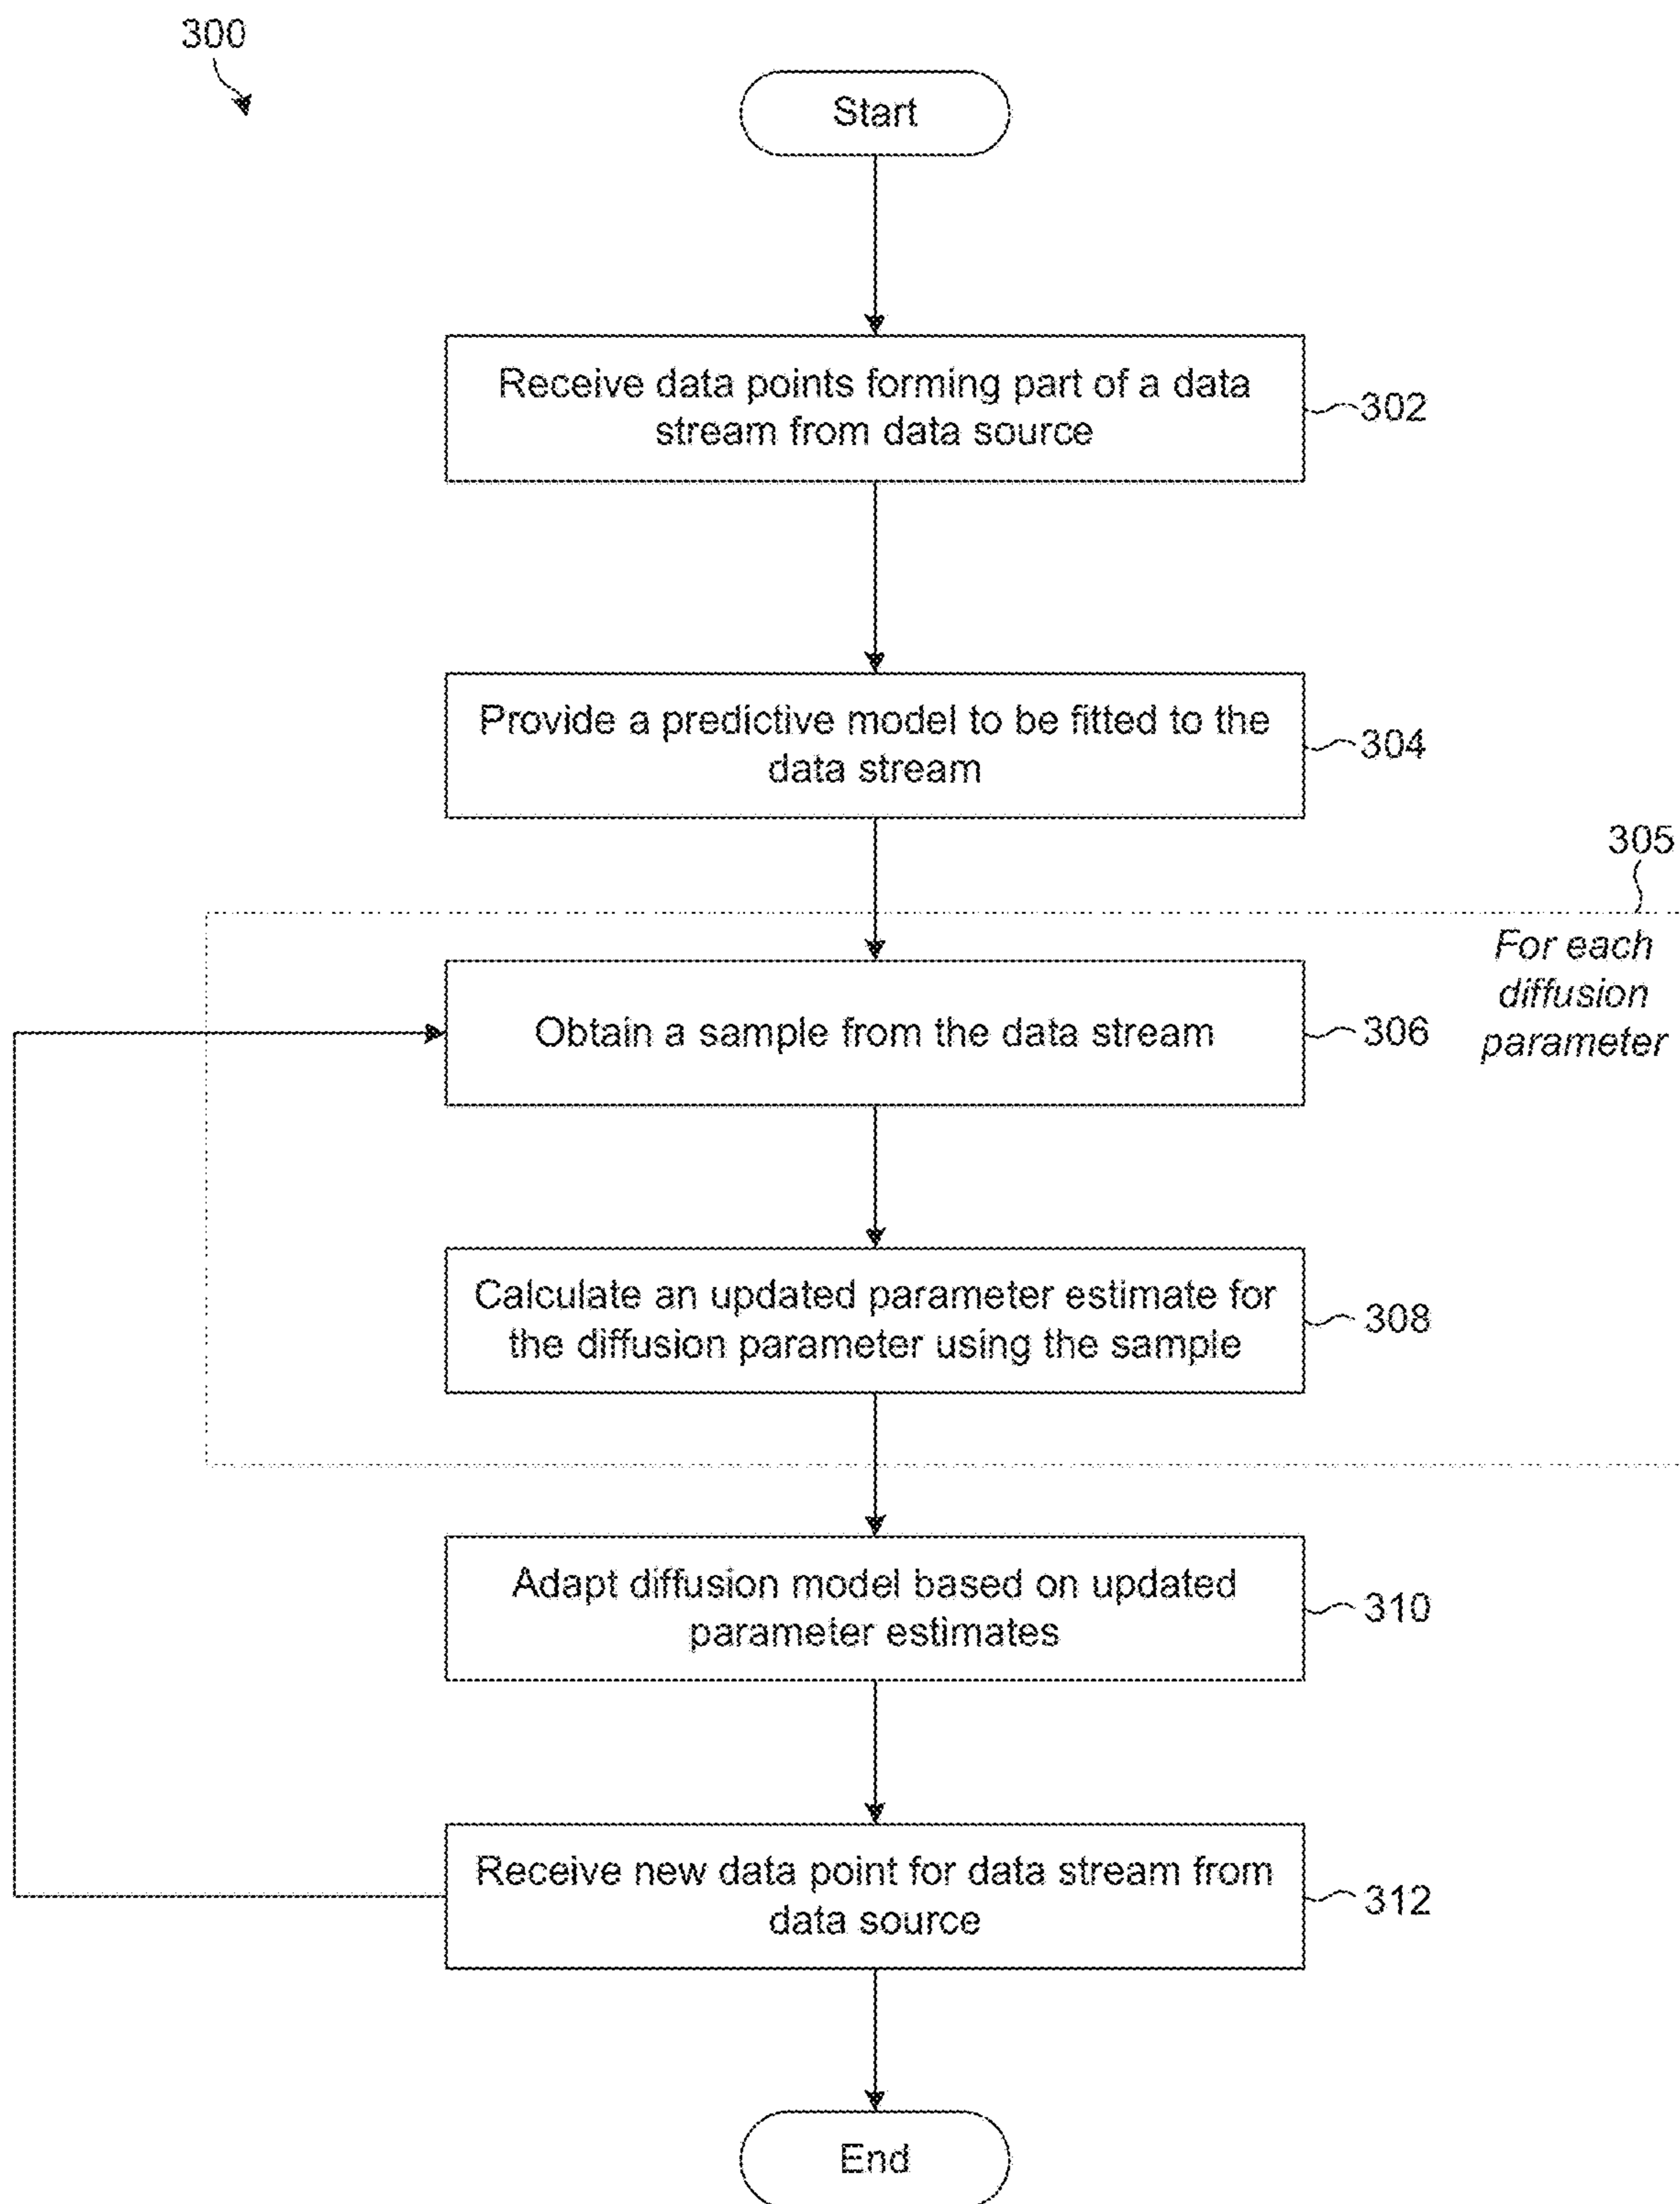 300
Start
Receive data points forming part of a data
stream from data source
302
Provide a predictive model to be fitted to the
data stream
304
305
For each
diffusion
parameter
Obtain a sample from the data stream
306
Calculate an updated parameter estimate for
the diffusion parameter using the sample
308
Adapt diffusion model based on updated
parameter estimates
310
Receive new data point for data stream from
data source
312
End